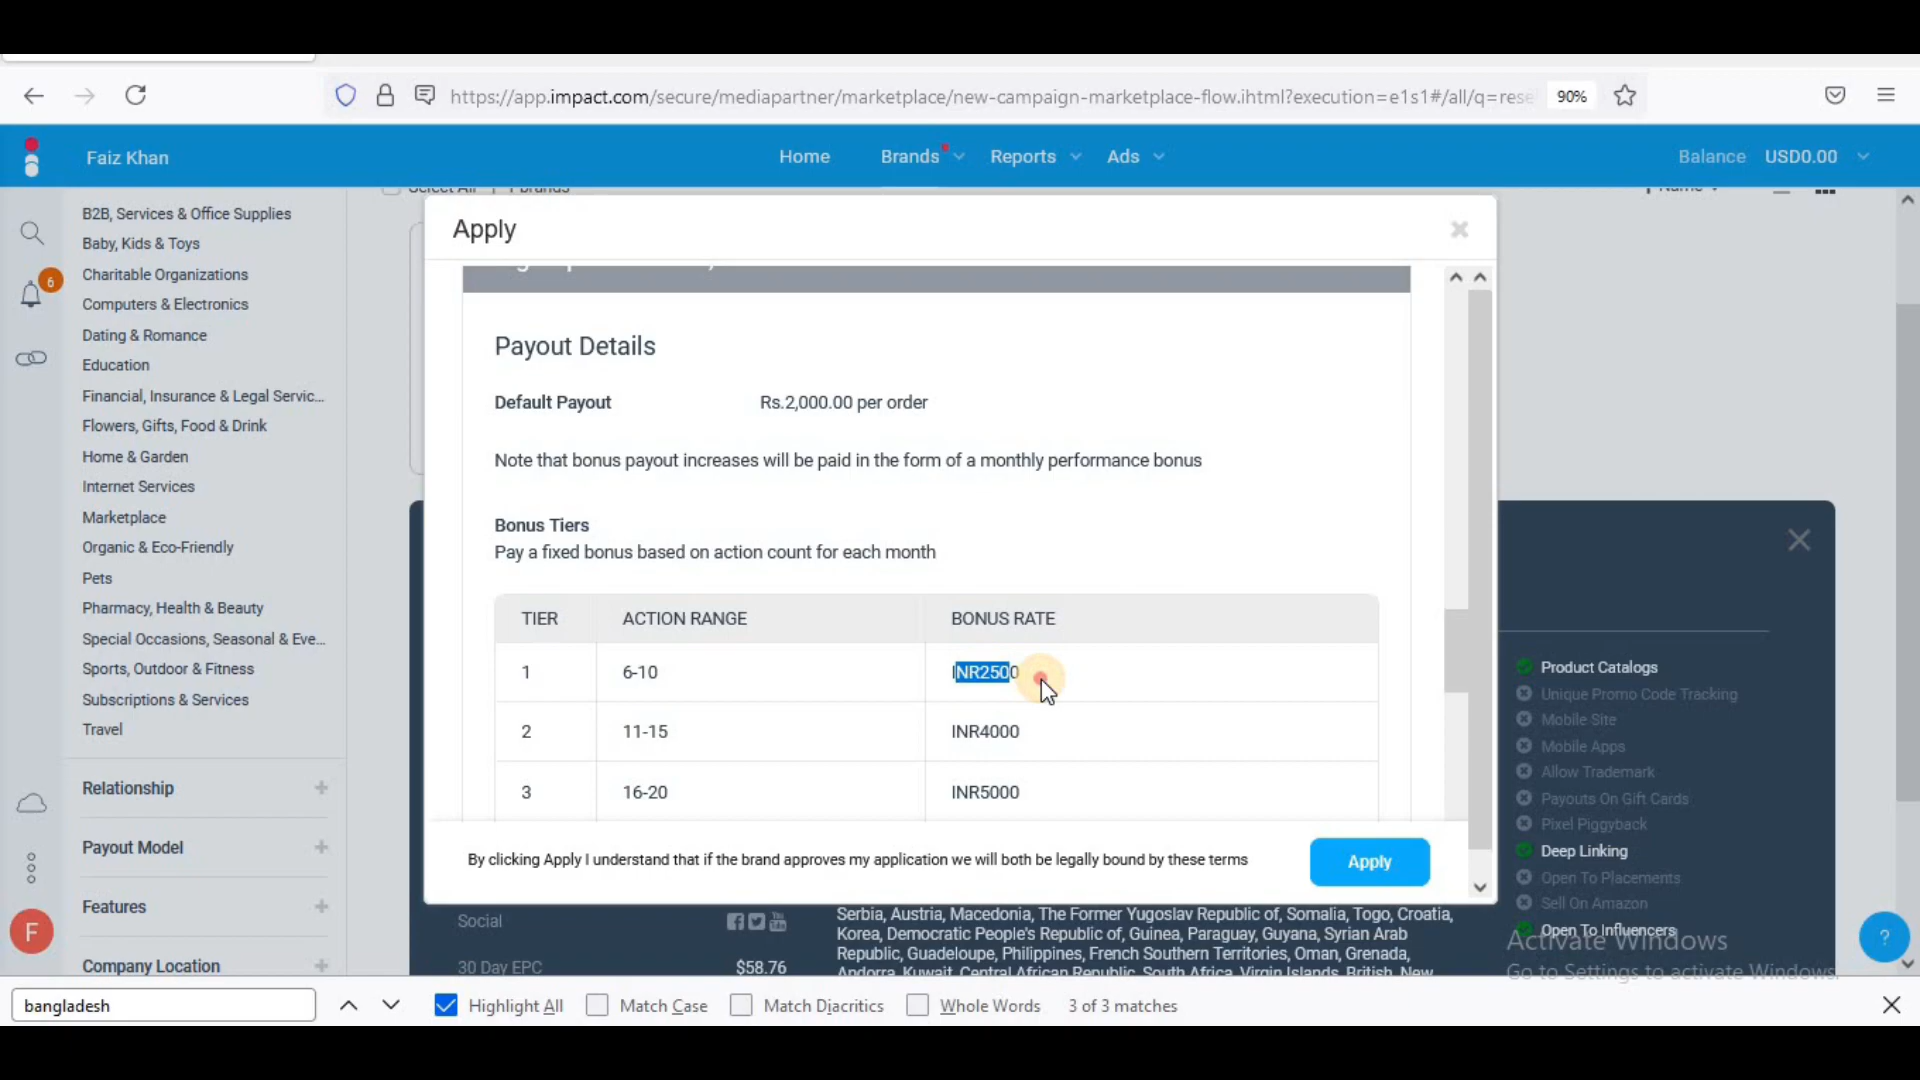 https://app.impact.com/secure/mediapartner/marketplace/new-campaign-marketplace-flow.ihtml?execution=e1s1#/all/q=rese
90%
Faiz Khan
Home
Brands
Reports
Ads
Balance USD0.00
6
B2B, Services & Office Supplies
Baby, Kids & Toys
Charitable Organizations
Computers & Electronics
Dating & Romance
Education
Financial, Insurance & Legal Servic...
Flowers, Gifts, Food & Drink
Home & Garden
Internet Services
Marketplace
Organic & Eco-Friendly
Pets
Pharmacy, Health & Beauty
Special Occasions, Seasonal & Eve...
Sports, Outdoor & Fitness
Subscriptions & Services
Travel
Relationship +
Payout Model +
Features +
Company Location +
F
Apply
Payout Details
Default Payout Rs.2,000.00 per order
Note that bonus payout increases will be paid in the form of a monthly performance bonus
Bonus Tiers
Pay a fixed bonus based on action count for each month
TIER ACTION RANGE BONUS RATE
1 6-10 INR2500
2 11-15 INR4000
3 16-20 INR5000
By clicking Apply I understand that if the brand approves my application we will both be legally bound by these terms
Apply
Product Catalogs
Unique Promo Code Tracking
Mobile Site
Mobile Apps
Allow Trademark
Payouts On Gift Cards
Pixel Piggyback
Deep Linking
Open To Placements
Sell On Amazon
Open To Influencers
Social
30 Day EPC $58.76
Serbia, Austria, Macedonia, The Former Yugoslav Republic of, Somalia, Togo, Croatia,
Korea, Democratic People's Republic of, Guinea, Paraguay, Guyana, Syrian Arab
Republic, Guadeloupe, Philippines, French Southern Territories, Oman, Grenada,
Andorra, Kuwait, Central African Republic, South Africa, Virgin Islands, British, New
Activate Windows
Go to Settings to activate Windows.
?
bangladesh
Highlight All
Match Case
Match Diacritics
Whole Words
3 of 3 matches